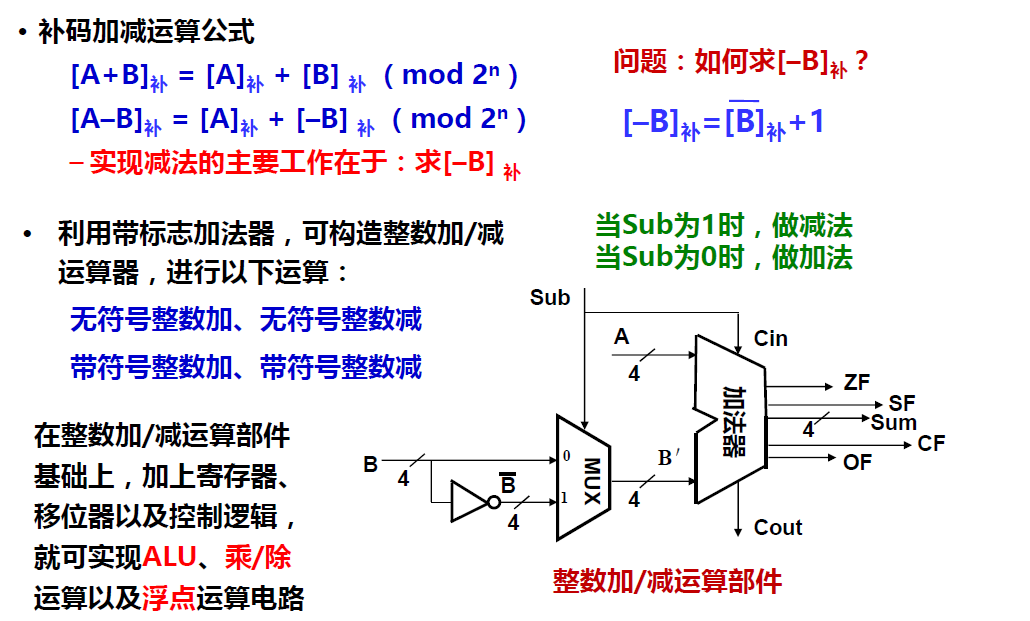 • 补码加减运算公式
[A+B]补 = [A]补 + [B] 补 （ mod 2ⁿ ）
[A–B]补 = [A]补 + [–B] 补 （ mod 2ⁿ ）
– 实现减法的主要工作在于：求[–B] 补
问题：如何求[–B]补？
[–B]补=[B̅]补+1
• 利用带标志加法器，可构造整数加/减
运算器，进行以下运算：
无符号整数加、无符号整数减
带符号整数加、带符号整数减
当Sub为1时，做减法
当Sub为0时，做加法
在整数加/减运算部件
基础上，加上寄存器、
移位器以及控制逻辑，
就可实现ALU、乘/除
运算以及浮点运算电路
Sub
A
4
Cin
加法器
ZF
SF
4
Sum
CF
OF
B
4
B̅
4
0
1
MUX
B′
4
Cout
整数加/减运算部件